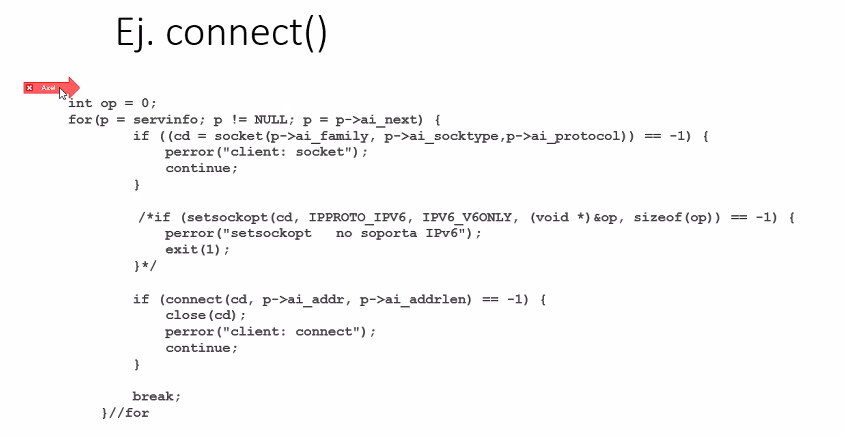 Ej. connect()
Axel
int op = 0;
for(p = servinfo; p != NULL; p = p->ai_next) {
if ((cd = socket(p->ai_family, p->ai_socktype,p->ai_protocol)) == -1) {
perror("client: socket");
continue;
}
/*if (setsockopt(cd, IPPROTO_IPV6, IPV6_V6ONLY, (void *)&op, sizeof(op)) == -1) {
perror("setsockopt   no soporta IPv6");
exit(1);
}*/
if (connect(cd, p->ai_addr, p->ai_addrlen) == -1) {
close(cd);
perror("client: connect");
continue;
}
break;
}//for